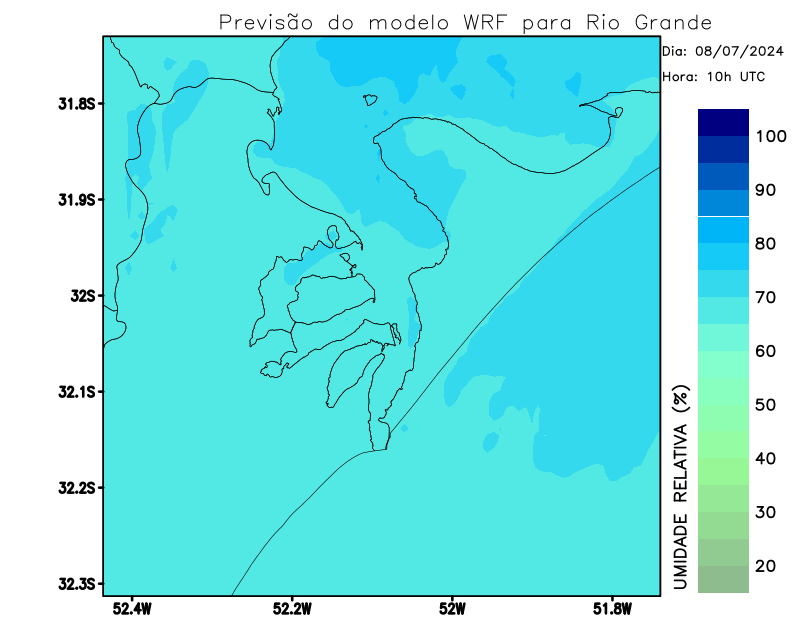 Previsão do modelo WRF para Rio Grande
Dia: 08/07/2024
Hora: 10h UTC
31.8S
31.9S
32S
32.1S
32.2S
32.3S
52.4W
52.2W
52W
51.8W
UMIDADE RELATIVA (%)
100
90
80
70
60
50
40
30
20